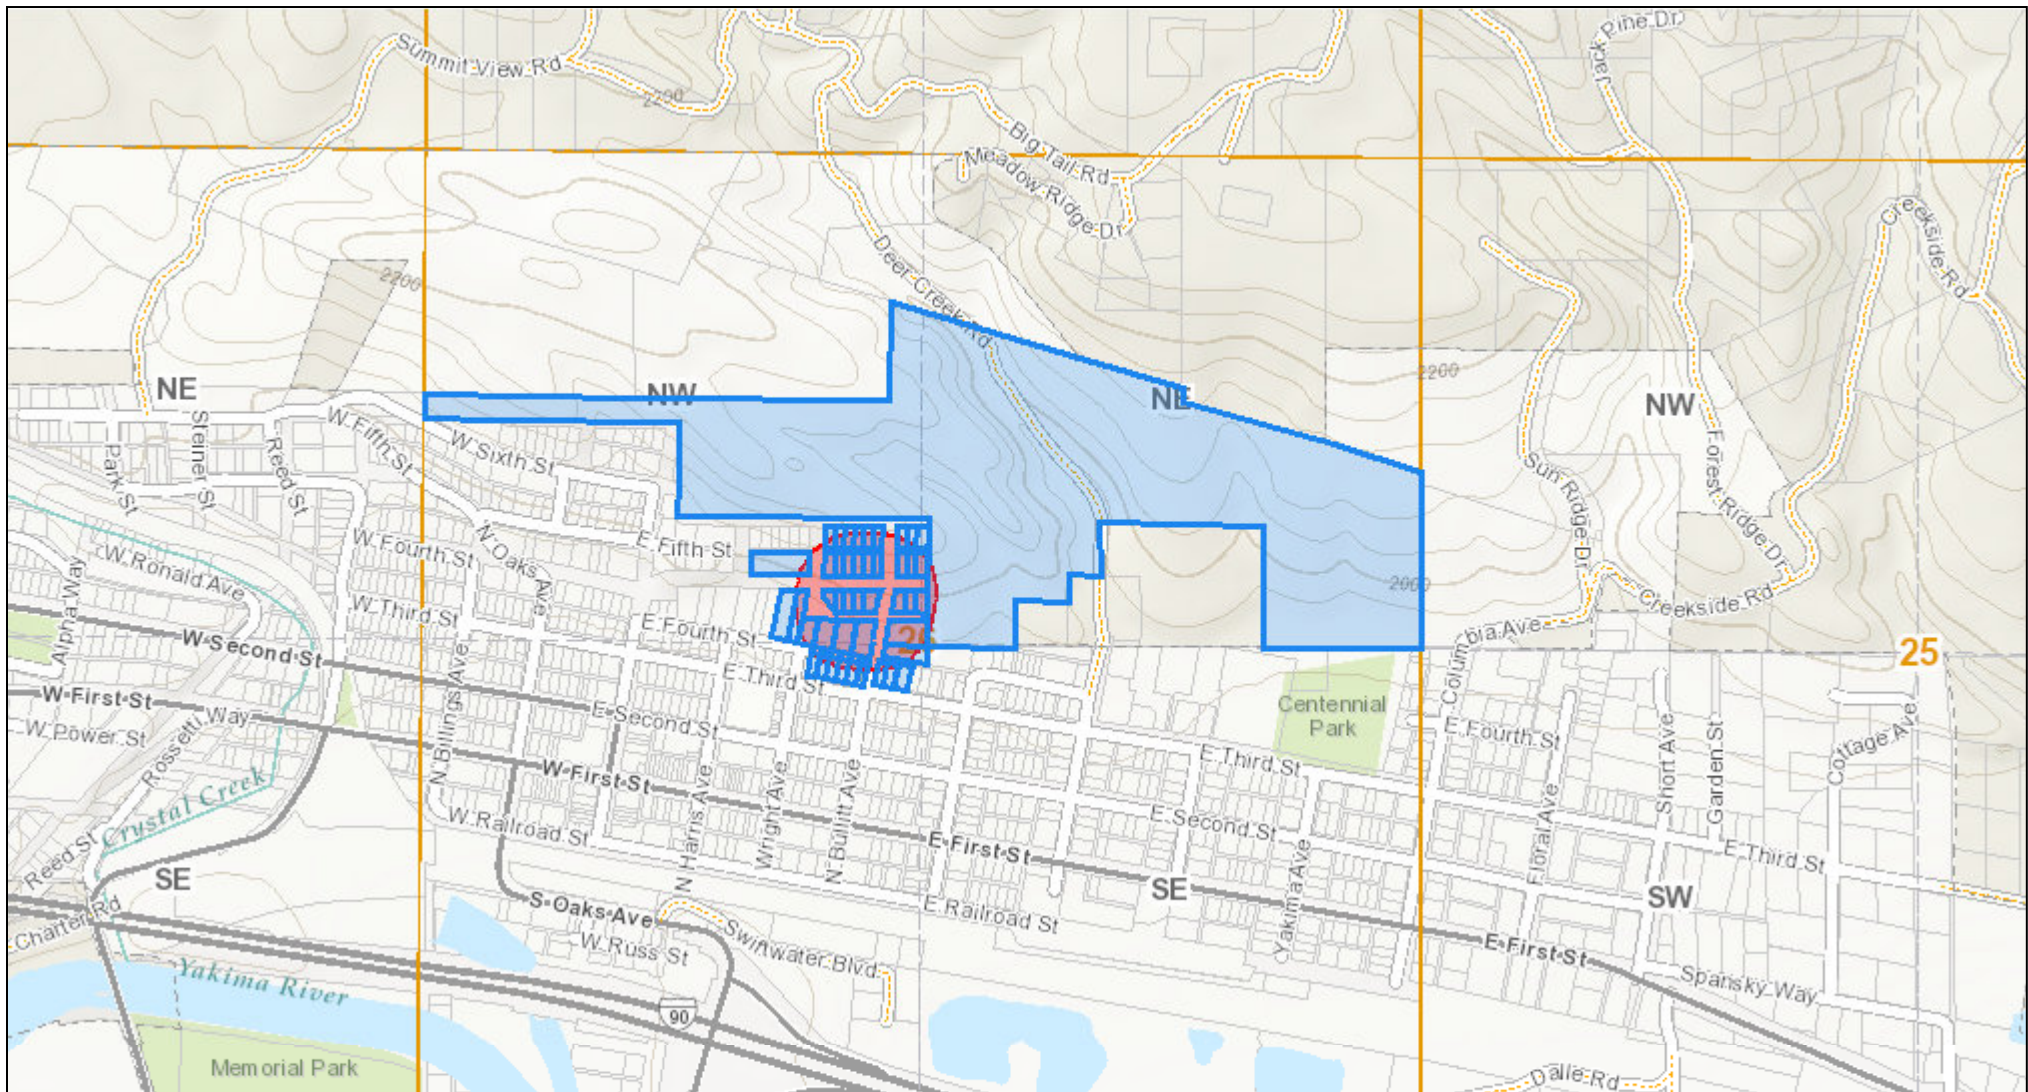 Pine Dr
Jack
Summit View Rd
2200
Big Tail Rd
Meadow Ridge Dr
Creekside Rd
Deer Creek Rd
2200
2200
NE
NW
NE
NW
W Fifth St
W Sixth St
Steiner St
Park St
Reed St
Forest Ridge Dr
Sun Ridge Dr
N Oaks Ave
E Fifth St
W Fourth St
W Ronald Ave
Alpha Way
2000
Creekside Rd
W Third St
E Fourth St
26
Columbia Ave
25
W Second St
E Third St
W First St
Centennial
Park
E Second St
E Fourth St
W Power St
Rossetti Way
N Billings Ave
Short Ave
Garden St
Cottage Ave
E Third St
W First St
N Harris Ave
Wright Ave
N Bullitt Ave
Crystal Creek
W Railroad St
E Second St
Yakima Ave
Floral Ave
E First St
E Third St
Reed St
SE
SE
SW
Charter Rd
S Oaks Ave
E Railroad St
W Russ St
Swiftwater Blvd
E First St
Spansky Way
Yakima River
90
Memorial Park
Dalle Rd